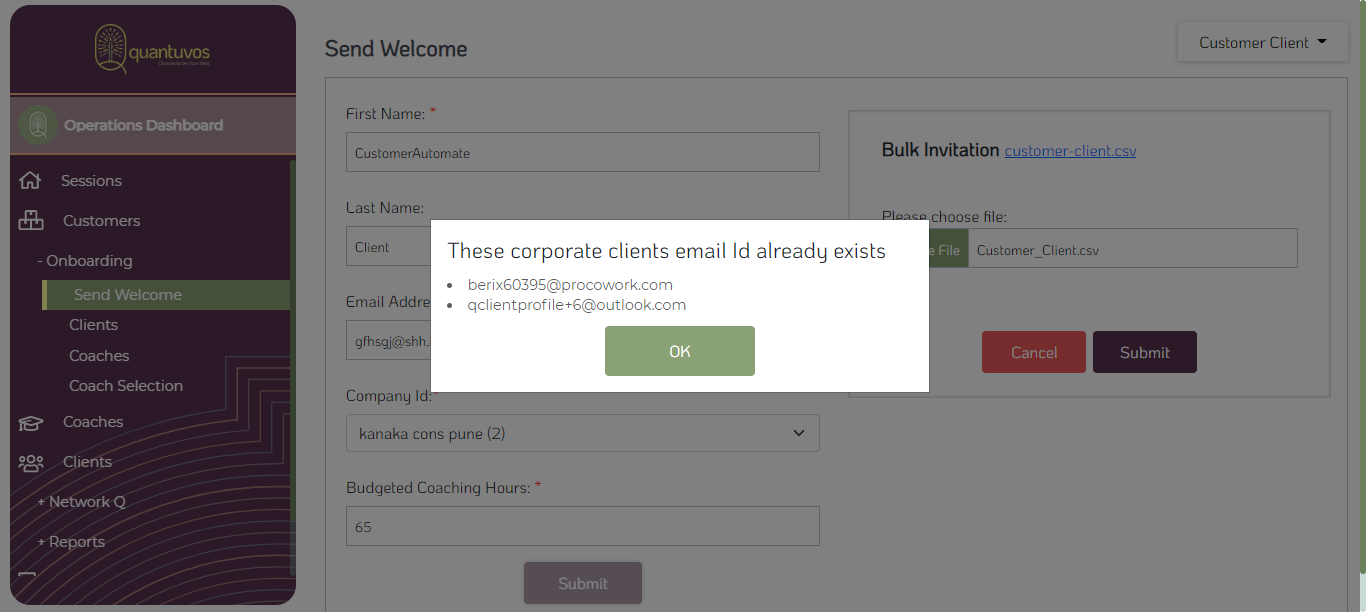 quantuvos
Choose to be Your Best
Operations Dashboard
Sessions
Customers
- Onboarding
Send Welcome
Clients
Coaches
Coach Selection
Coaches
Clients
+ Network Q
+ Reports
Send Welcome
Customer Client
First Name: *
CustomerAutomate
Last Name:
Client
Email Addre
gfhsgj@shh.
Company Id:*
kanaka cons pune (2)
Budgeted Coaching Hours: *
65
Submit
Bulk Invitation customer-client.csv
Please choose file:
e File Customer_Client.csv
Cancel Submit
These corporate clients email Id already exists
• berix60395@procowork.com
• qclientprofile+6@outlook.com
OK